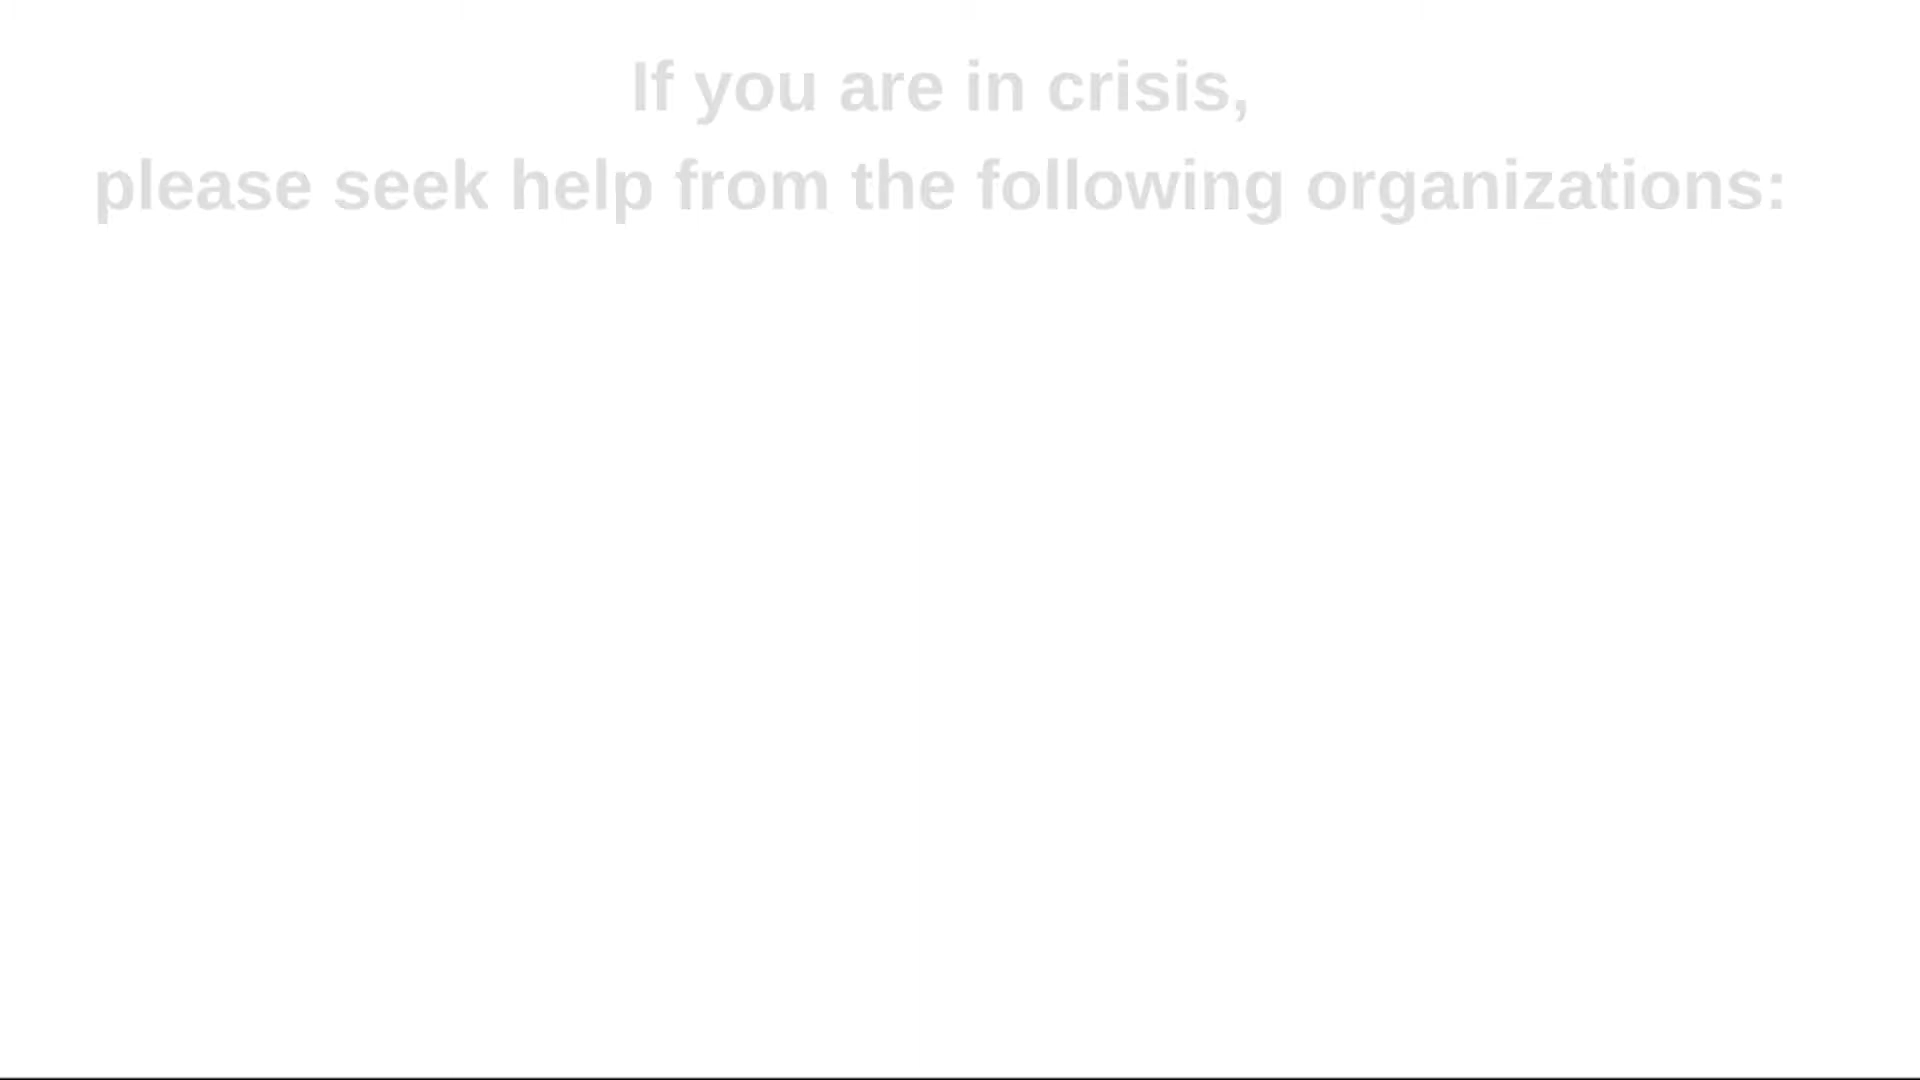 If you are in crisis,
please seek help from the following organizations: